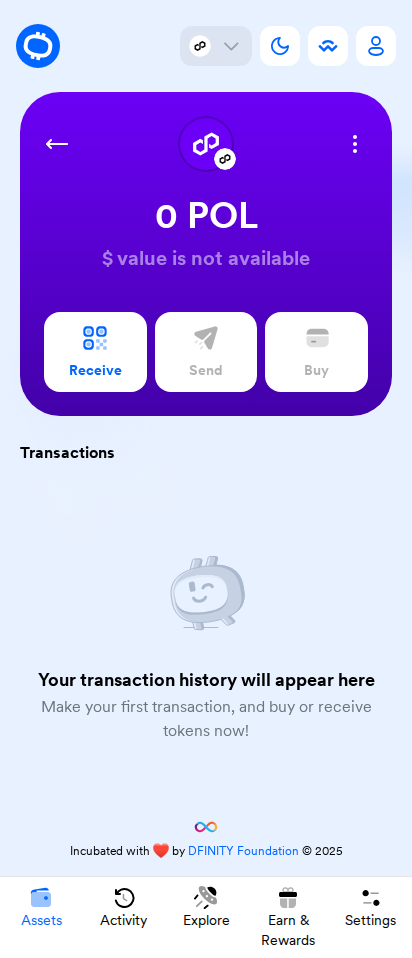 0 POL
$ value is not available
Receive
Send
Buy
Transactions
Your transaction history will appear here
Make your first transaction, and buy or receive
tokens now!
Incubated with ❤️ by DFINITY Foundation © 2025
Assets
Activity
Explore
Earn &
Rewards
Settings